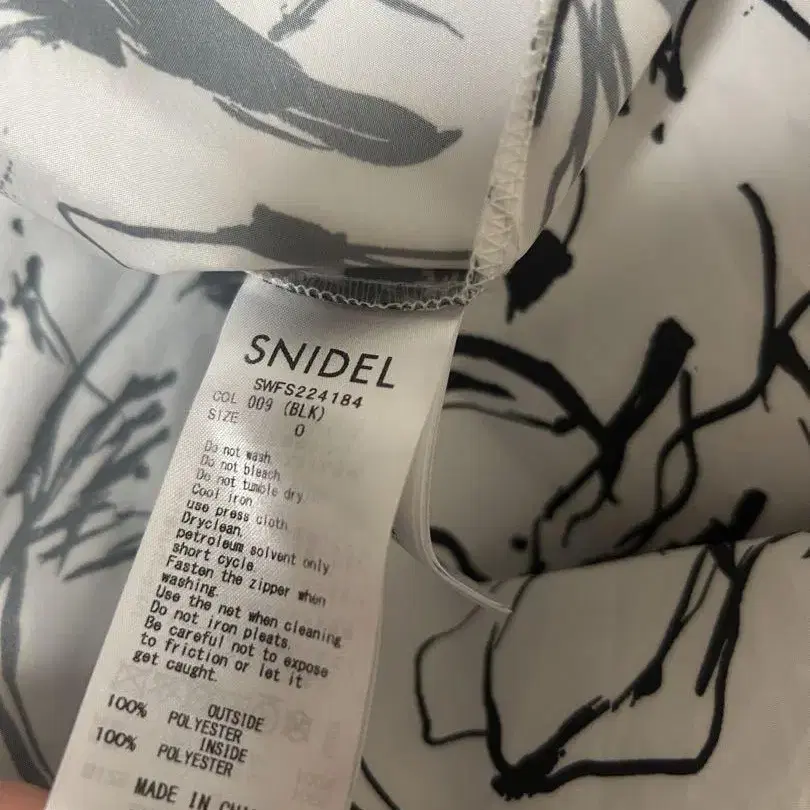 SNIDEL
SWFS224184
COL 009 (BLK)
SIZE 0
Do not wash
Do not bleach
Do not tumble dry
Cool iron
use press cloth
Dryclean.
petroleum solvent only
short cycle
Fasten the zipper when
washing.
Use the net when cleaning
Do not iron pleats.
Be careful not to expose
to friction or let it
get caught.
OUTSIDE
100% POLYESTER
INSIDE
100% POLYESTER
MADE IN